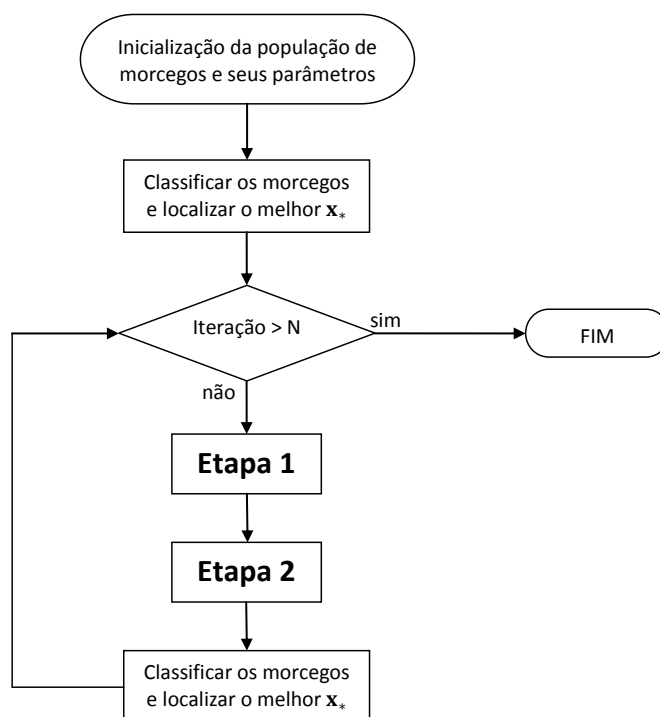 Inicialização da população de
morcegos e seus parâmetros
Classificar os morcegos
e localizar o melhor x*
Iteração > N
sim
FIM
não
Etapa 1
Etapa 2
Classificar os morcegos
e localizar o melhor x*